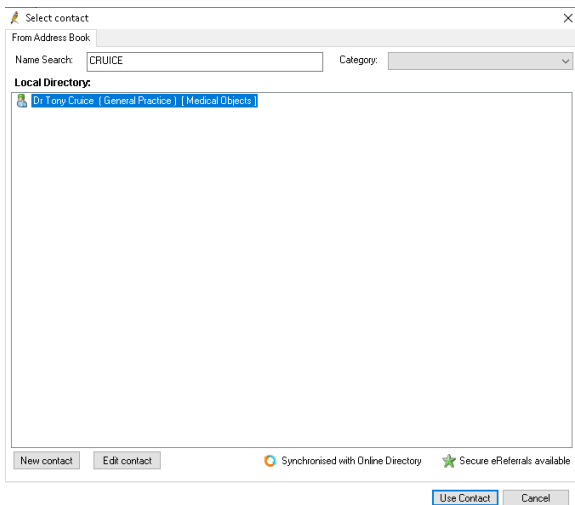 Select contact
From Address Book
Name Search: CRUICE Category:
Local Directory:
Dr Tony Cruice ( General Practice ) [ Medical Objects ]
New contact Edit contact Synchronised with Online Directory Secure eReferrals available
Use Contact Cancel